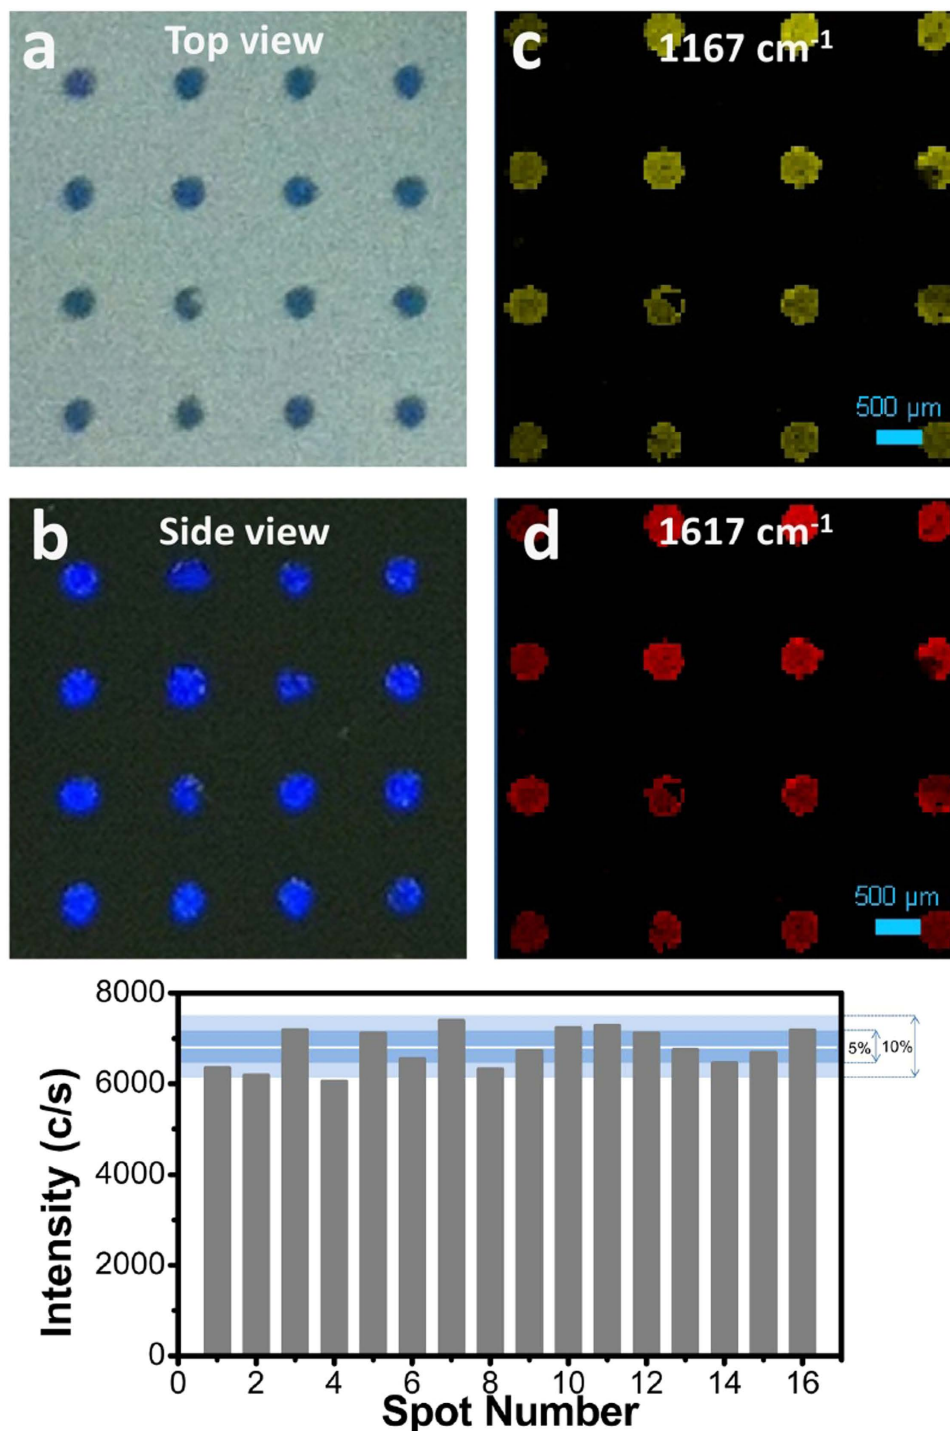 a
Top view
c
1167 cm⁻¹
500 µm
b
Side view
d
1617 cm⁻¹
500 µm
8000
6000
4000
2000
0
Intensity (c/s)
5%
10%
0 2 4 6 8 10 12 14 16
Spot Number